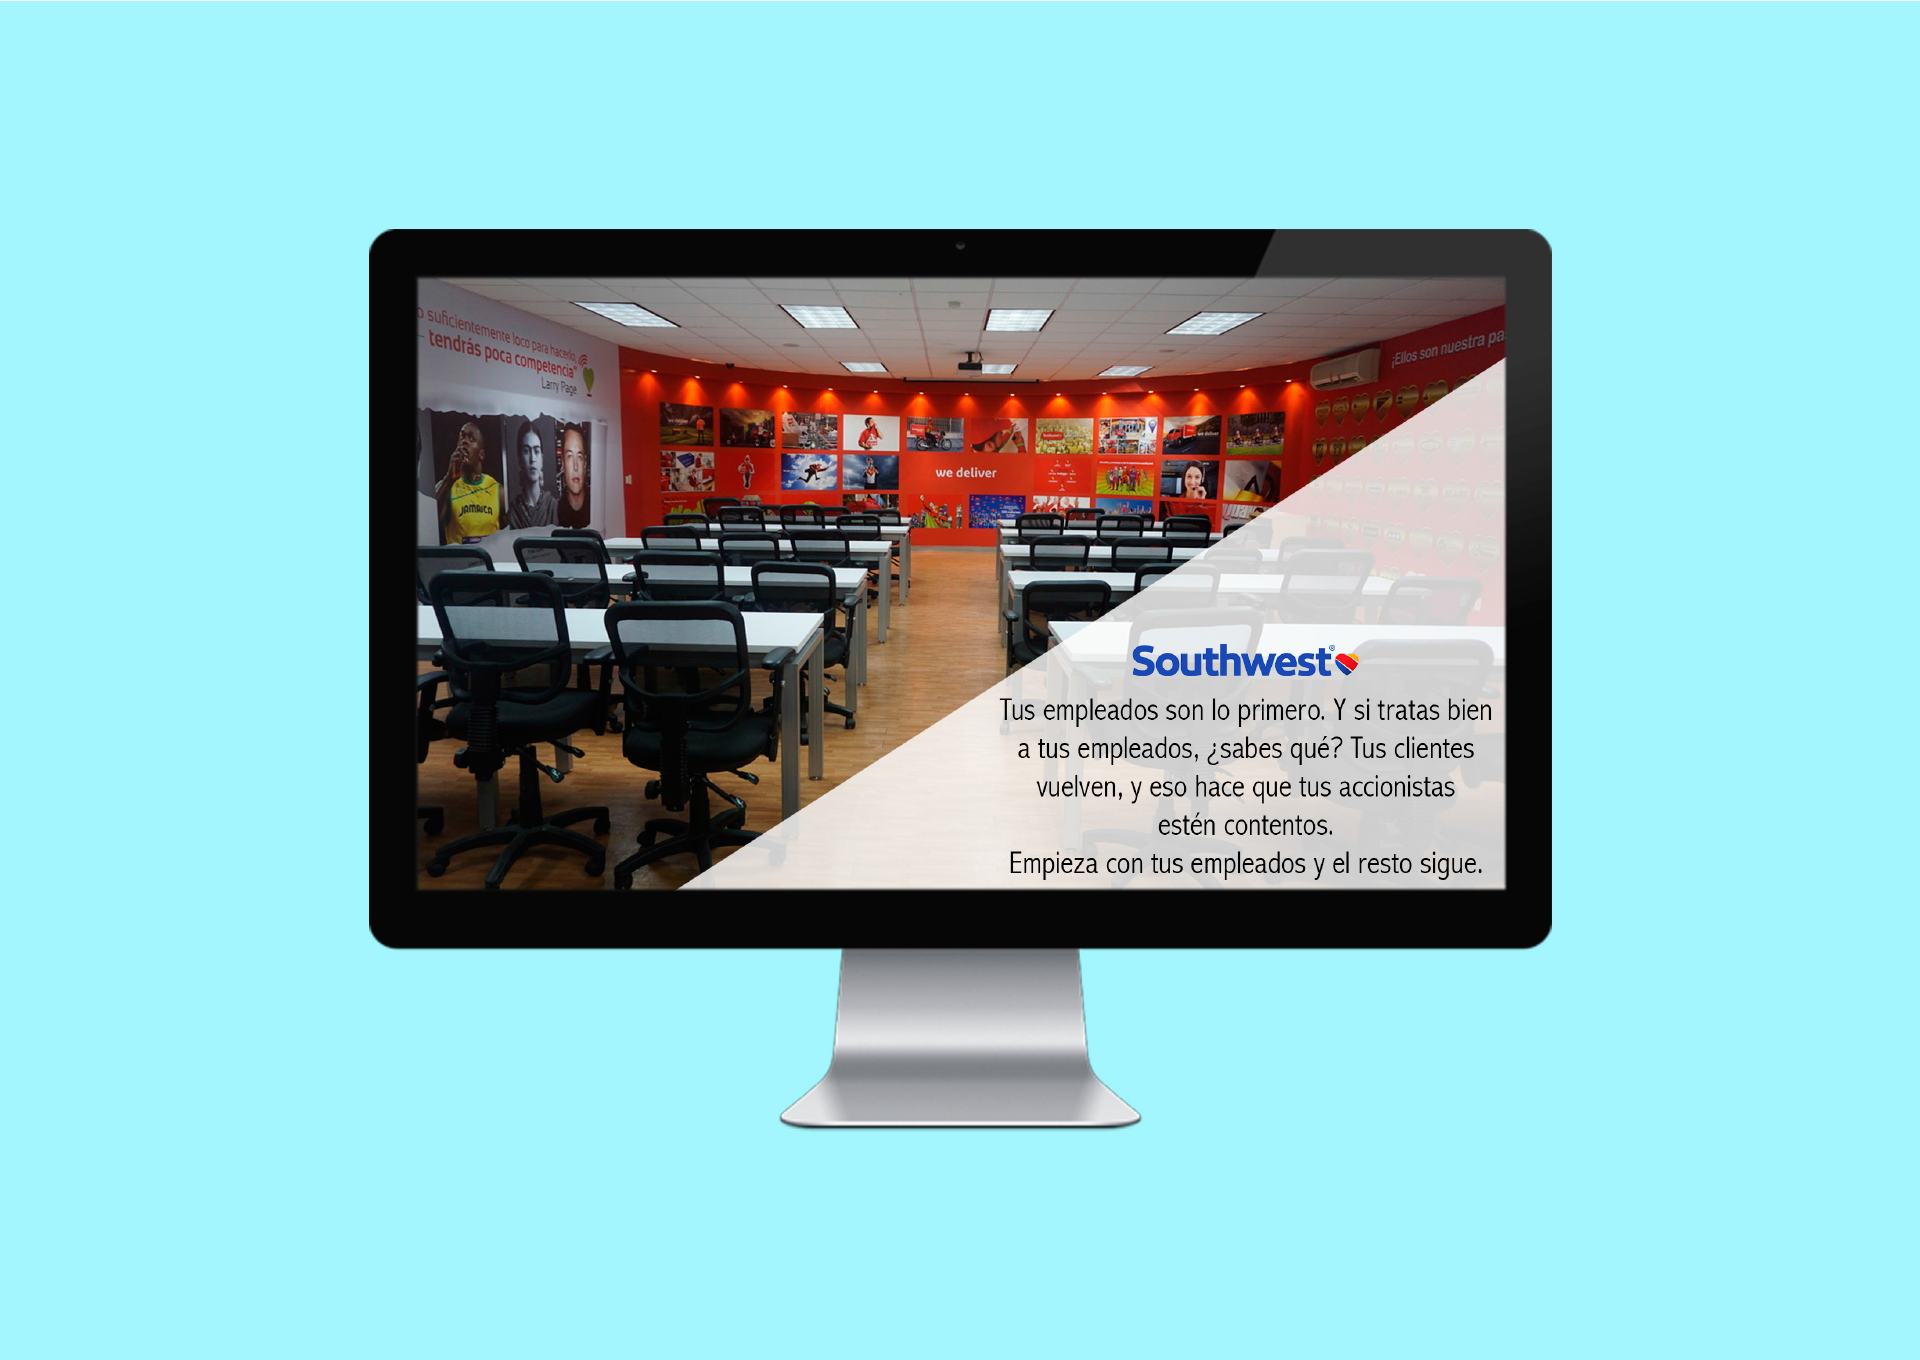 suficientemente loco para hacerlo,
tendrás poca competencia"
Larry Page
¡Ellos son nuestra
JAMAICA
we deliver
Southwest®
Tus empleados son lo primero. Y si tratas bien
a tus empleados, ¿sabes qué? Tus clientes
vuelven, y eso hace que tus accionistas
estén contentos.
Empieza con tus empleados y el resto sigue.